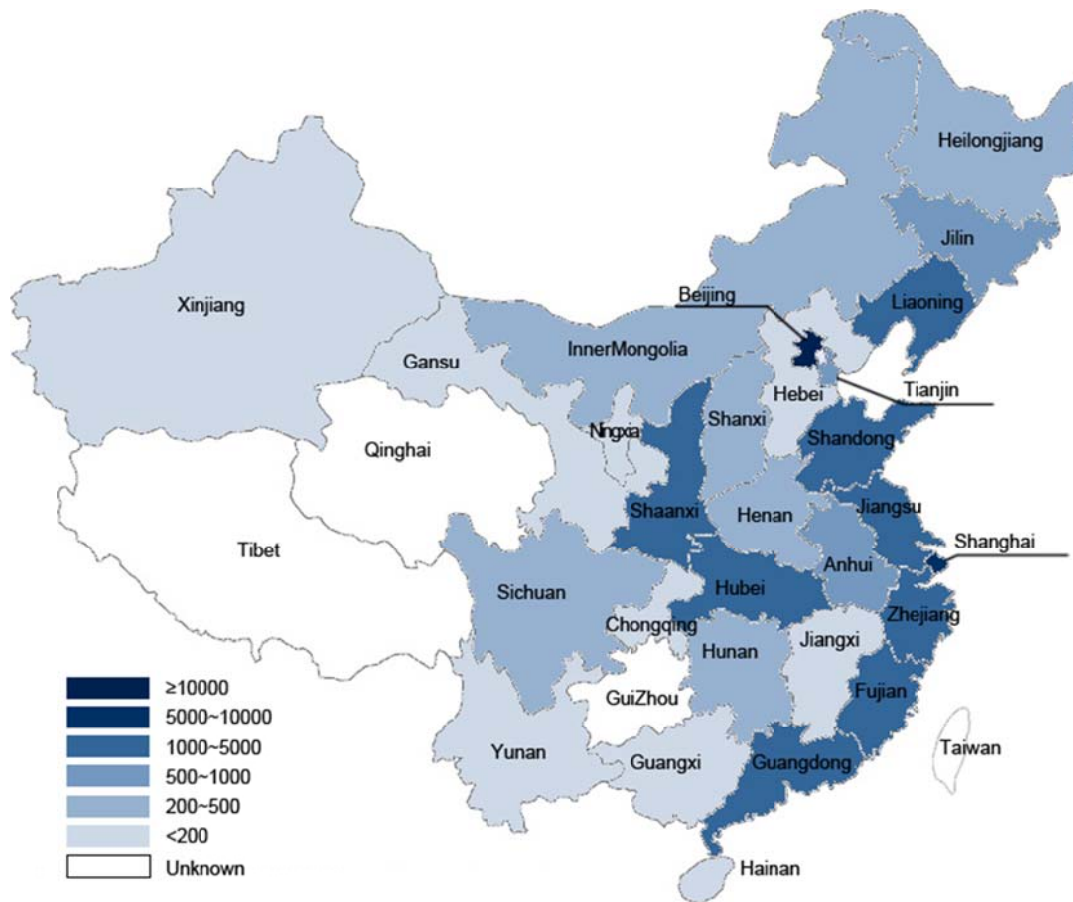 Heilongjiang
Jilin
Beijing
Liaoning
Xinjiang
InnerMongolia
Gansu
Tianjin
Hebei
Shanxi
Ningxia
Shandong
Qinghai
Shaanxi
Jiangsu
Henan
Shanghai
Tibet
Anhui
Sichuan
Hubei
Zhejiang
Chongqing
Jiangxi
Hunan
Fujian
GuiZhou
Yunan
Guangxi
Guangdong
Taiwan
Hainan
≥10000
5000~10000
1000~5000
500~1000
200~500
<200
Unknown